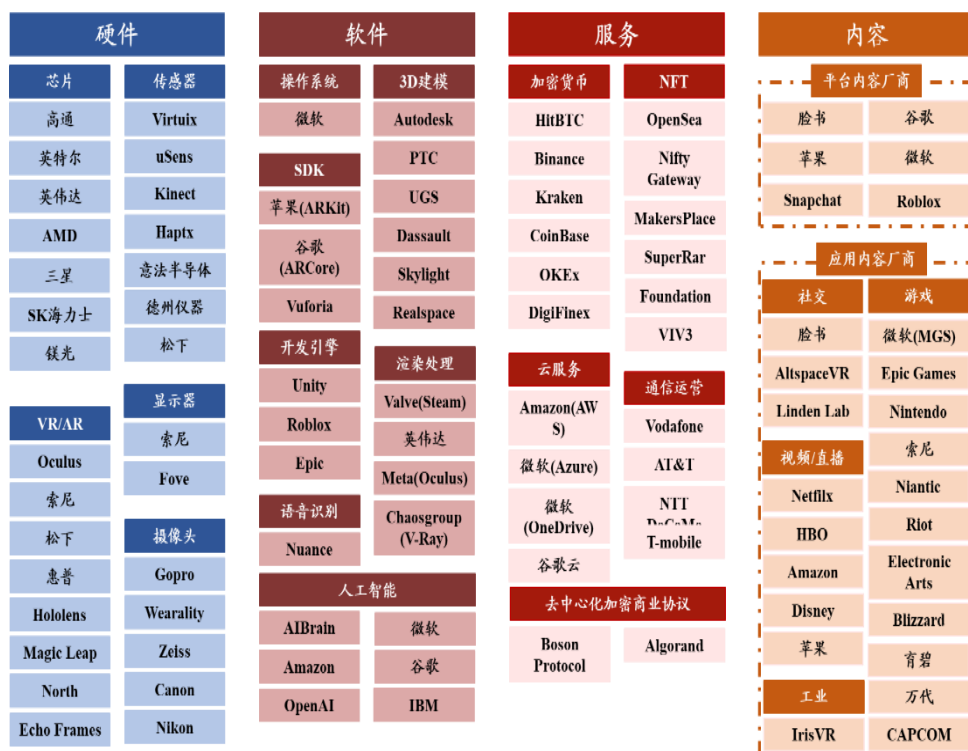 硬件
芯片
高通
英特尔
英伟达
AMD
三星
SK海力士
镁光
VR/AR
Oculus
索尼
松下
惠普
Hololens
Magic Leap
North
Echo Frames
传感器
Virtuix
uSens
Kinect
Haptx
意法半导体
德州仪器
松下
显示器
索尼
Fove
摄像头
Gopro
Wearality
Zeiss
Canon
Nikon
软件
操作系统
微软
SDK
苹果(ARKit)
谷歌
(ARCore)
Vuforia
开发引擎
Unity
Roblox
Epic
语音识别
Nuance
3D建模
Autodesk
PTC
UGS
Dassault
Skylight
Realspace
渲染处理
Valve(Steam)
英伟达
Meta(Oculus)
Chaosgroup
(V-Ray)
人工智能
AIBrain
微软
Amazon
谷歌
OpenAI
IBM
服务
加密货币
HitBTC
Binance
Kraken
CoinBase
OKEx
DigiFinex
云服务
Amazon(AW
S)
微软(Azure)
微软
(OneDrive)
谷歌云
NFT
OpenSea
Nifty
Gateway
MakersPlace
SuperRar
Foundation
VIV3
通信运营
Vodafone
AT&T
NTT
DoCoMo
T-mobile
去中心化加密商业协议
Boson
Protocol
Algorand
内容
平台内容厂商
脸书
谷歌
苹果
微软
Snapchat
Roblox
应用内容厂商
社交
脸书
AltspaceVR
Linden Lab
视频/直播
Netfilx
HBO
Amazon
Disney
苹果
工业
IrisVR
游戏
微软(MGS)
Epic Games
Nintendo
索尼
Niantic
Riot
Electronic
Arts
Blizzard
育碧
万代
CAPCOM